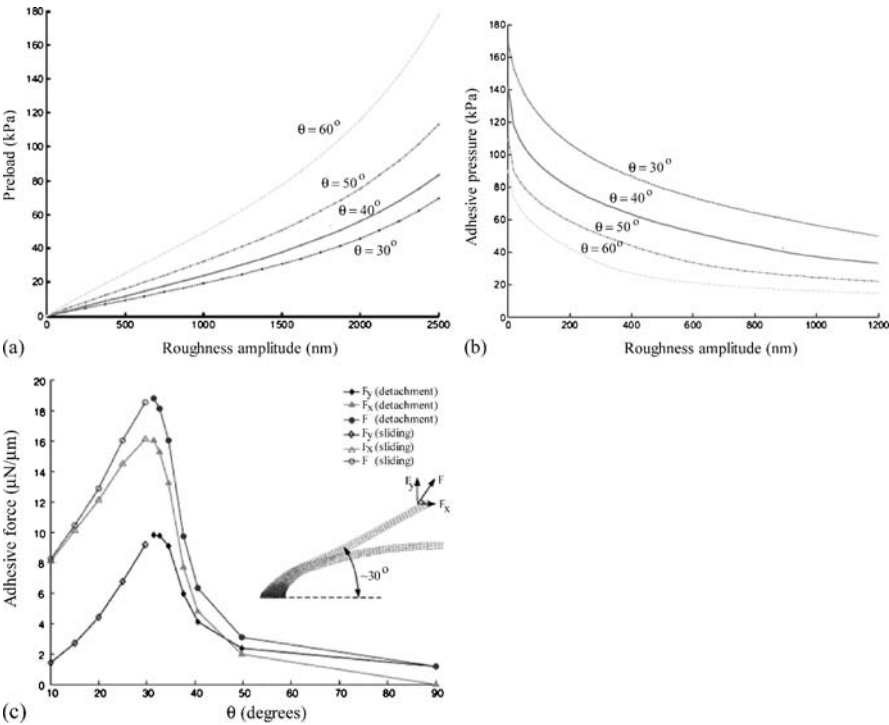 180
160
140
120
100
80
60
40
20
0
Preload (kPa)
θ = 60°
θ = 50°
θ = 40°
θ = 30°
0 500 1000 1500 2000 2500
(a) Roughness amplitude (nm)
180
160
140
120
100
80
60
40
20
0
Adhesive pressure (kPa)
θ = 30°
θ = 40°
θ = 50°
θ = 60°
0 200 400 600 800 1000 1200
(b) Roughness amplitude (nm)
20
18
16
14
12
10
8
6
4
2
0
Adhesive force (μN/μm)
Fy (detachment)
Fx (detachment)
F (detachment)
Fy (sliding)
Fx (sliding)
F (sliding)
Fy F
Fx
~30°
10 20 30 40 50 60 70 80 90
(c) θ (degrees)